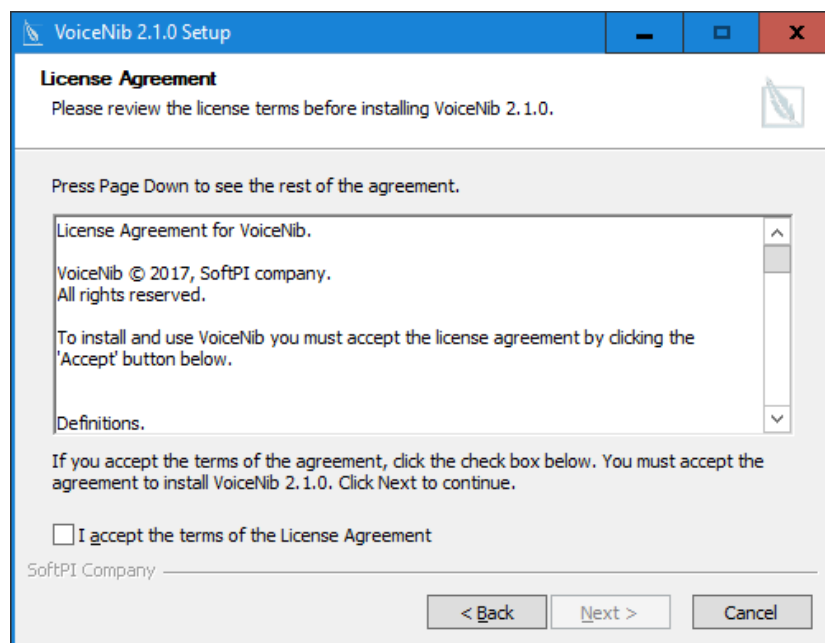 VoiceNib 2.1.0 Setup
License Agreement
Please review the license terms before installing VoiceNib 2.1.0.
Press Page Down to see the rest of the agreement.
License Agreement for VoiceNib.
VoiceNib © 2017, SoftPI company.
All rights reserved.
To install and use VoiceNib you must accept the license agreement by clicking the
'Accept' button below.
Definitions.
If you accept the terms of the agreement, click the check box below. You must accept the
agreement to install VoiceNib 2.1.0. Click Next to continue.
I accept the terms of the License Agreement
SoftPI Company
< Back Next > Cancel